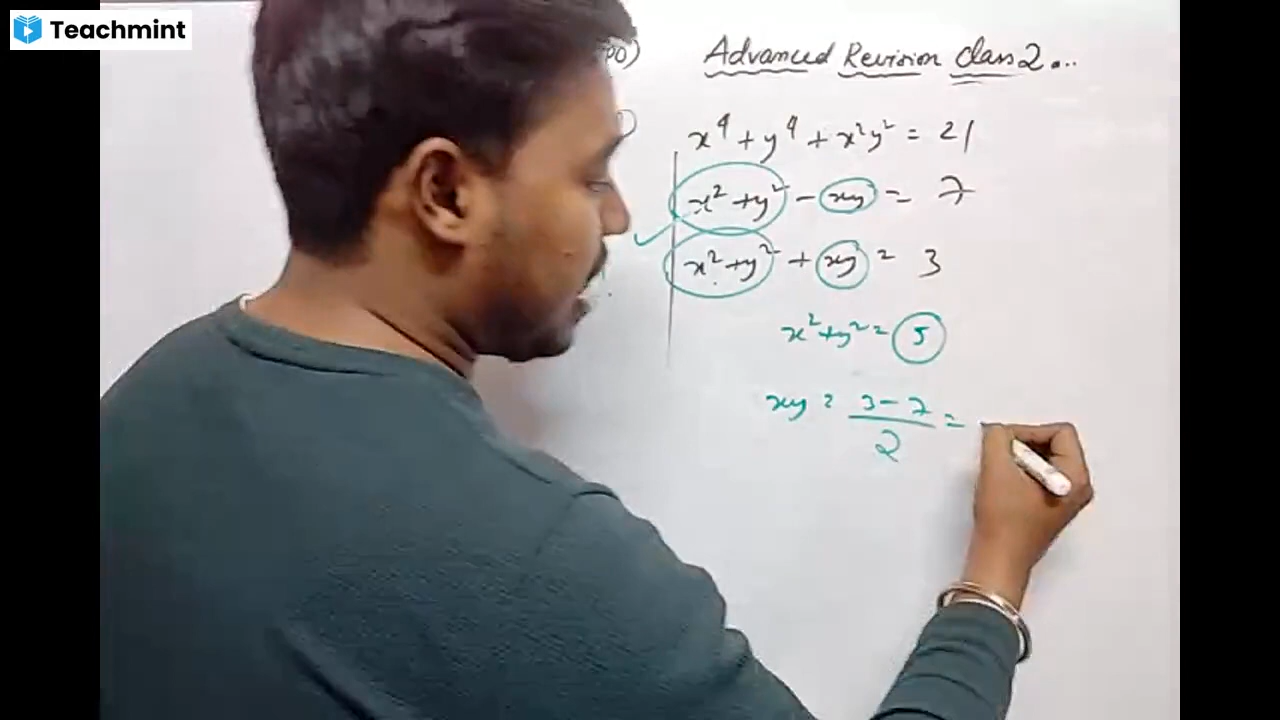 Teachmint
Advanced Revision Class 2 ...
x⁴ + y⁴ + x²y² = 21
x² + y² - xy = 7
x² + y² + xy = 3
x² + y² = 5
xy = (3 - 7)/2 =